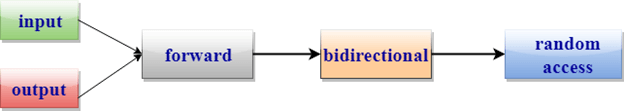 input
output
forward
bidirectional
random
access